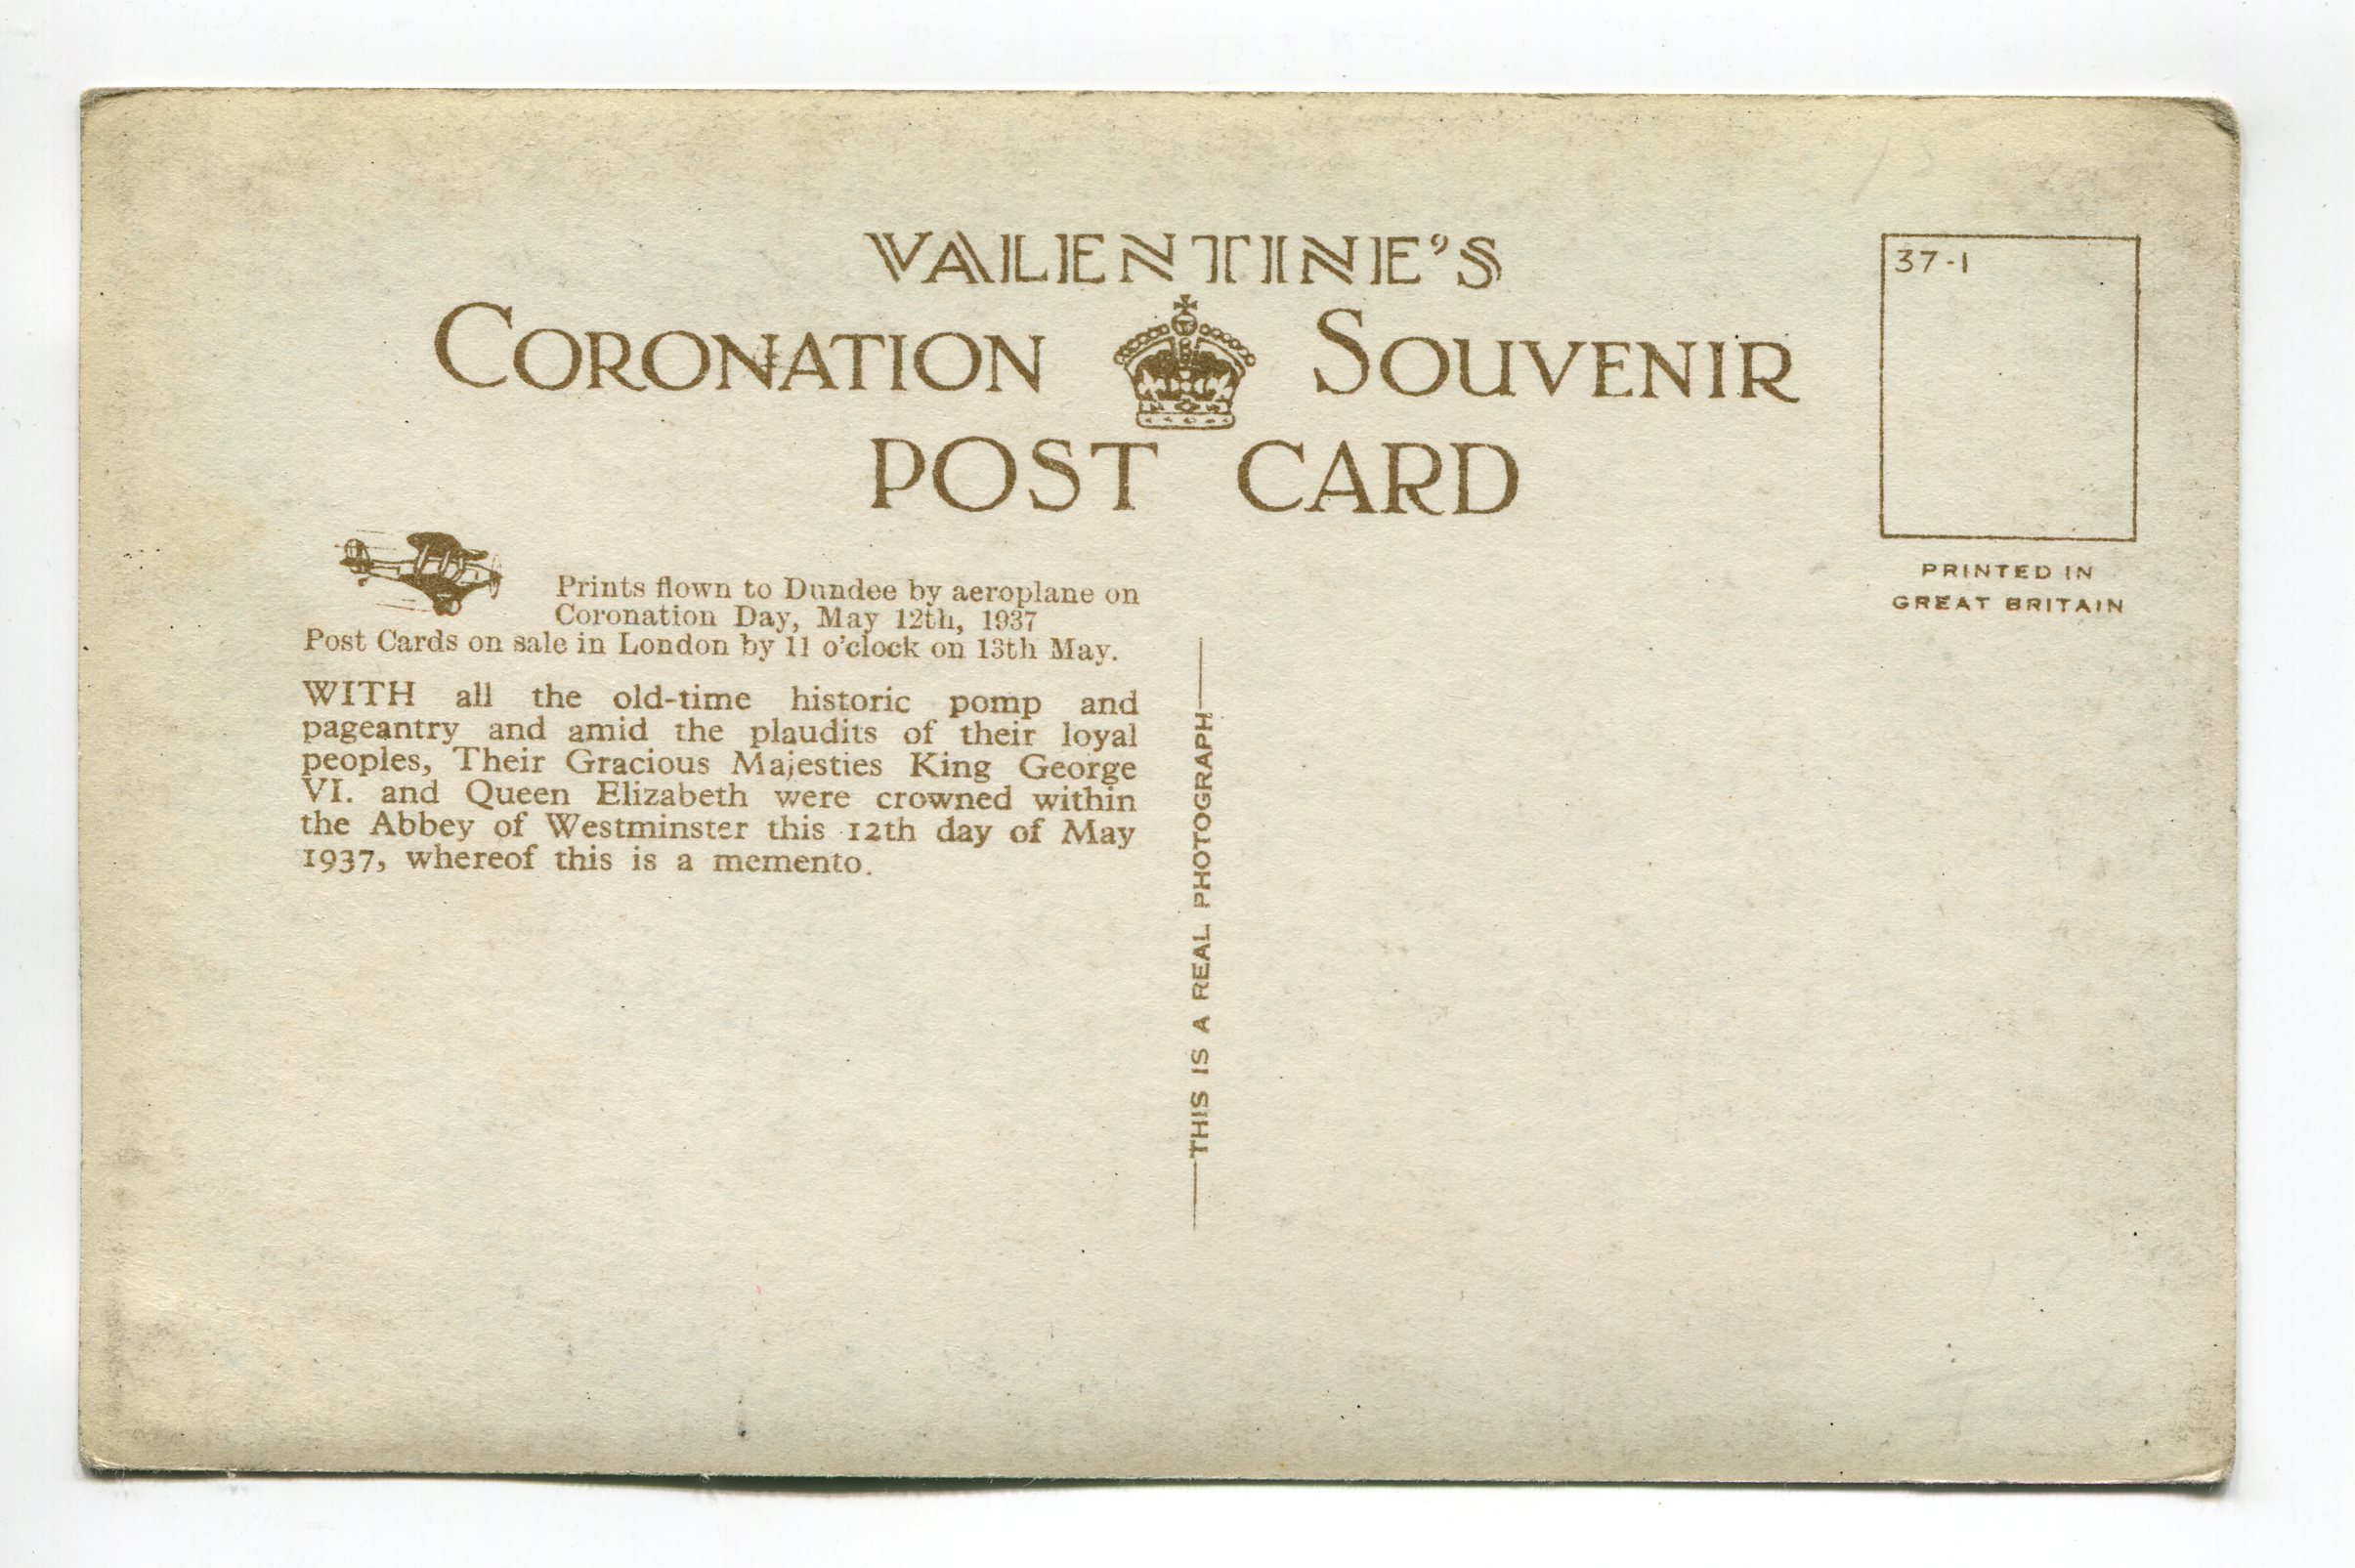 VALENTINE'S
CORONATION SOUVENIR
POST CARD
37-1
PRINTED IN
GREAT BRITAIN
Prints flown to Dundee by aeroplane on
Coronation Day, May 12th, 1937
Post Cards on sale in London by 11 o'clock on 13th May.
WITH all the old-time historic pomp and
pageantry and amid the plaudits of their loyal
peoples, Their Gracious Majesties King George
VI. and Queen Elizabeth were crowned within
the Abbey of Westminster this 12th day of May
1937, whereof this is a memento.
THIS IS A REAL PHOTOGRAPH